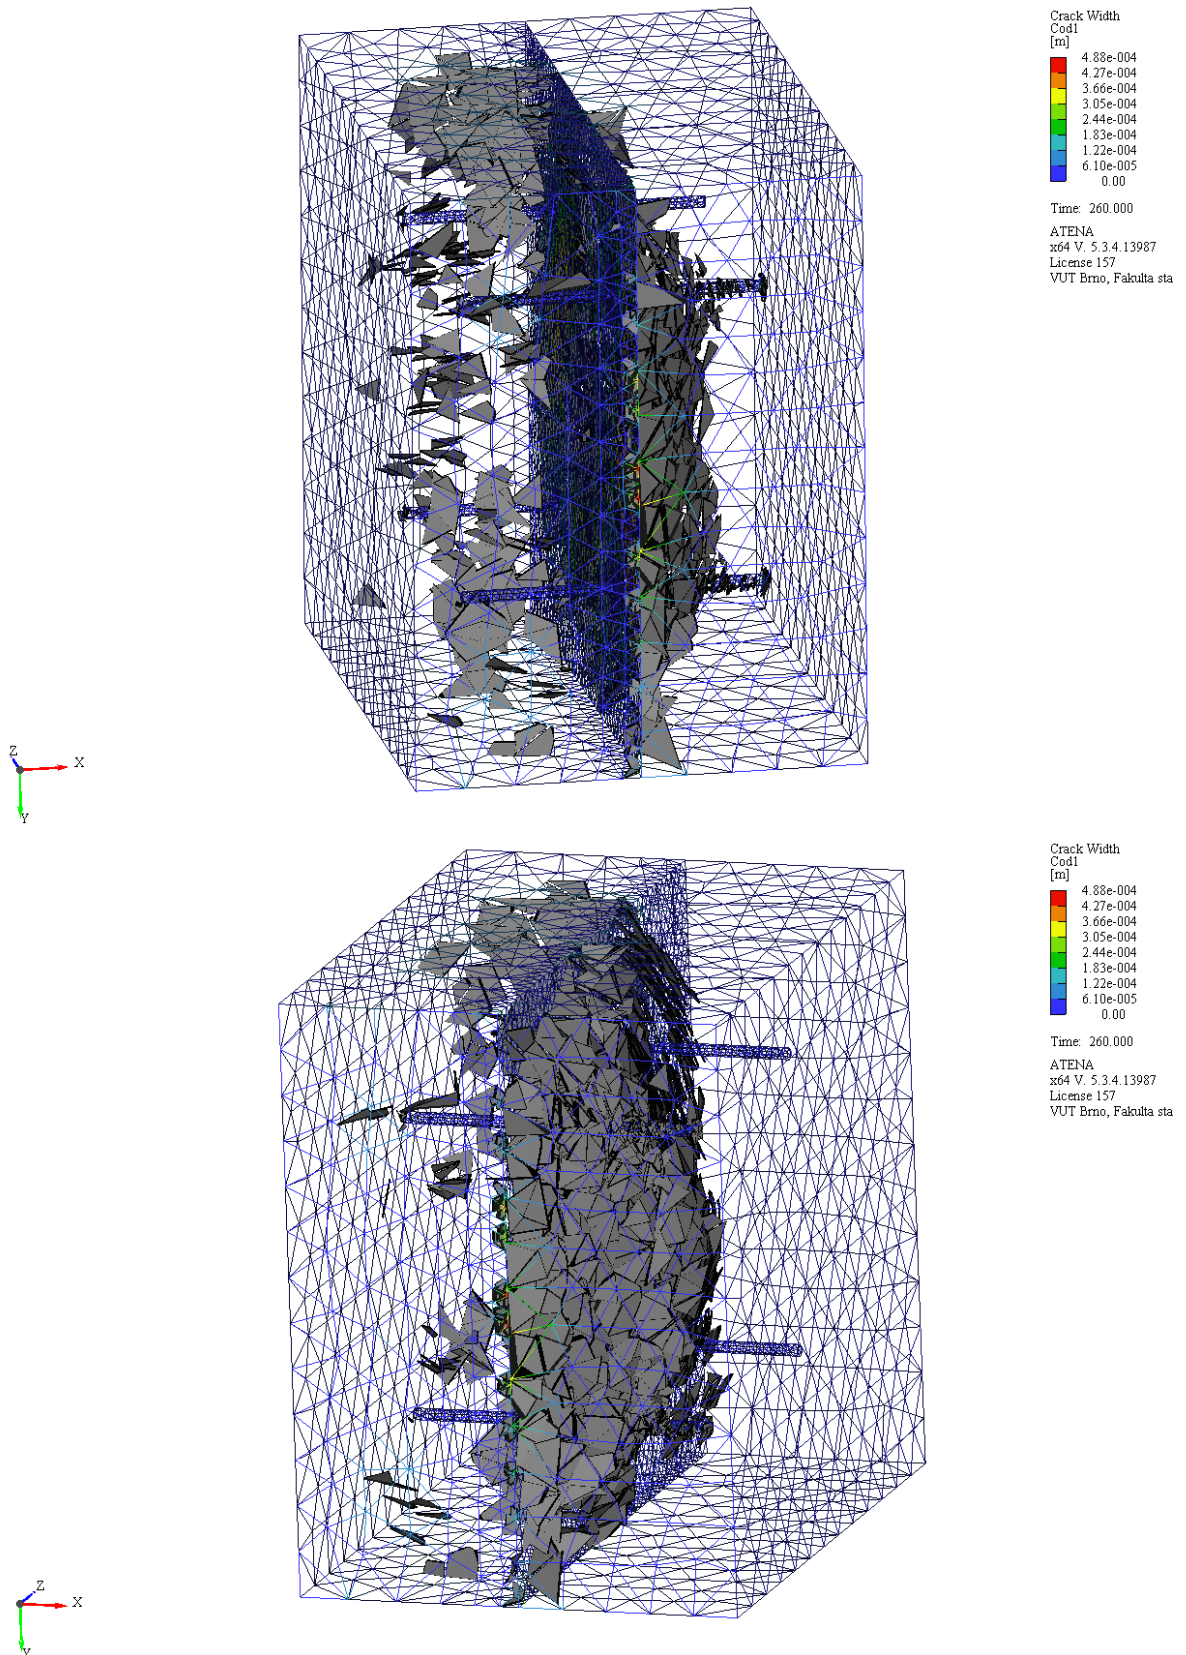 Crack Width
Cod1
[m]
4.88e-004
4.27e-004
3.66e-004
3.05e-004
2.44e-004
1.83e-004
1.22e-004
6.10e-005
0.00
Time: 260.000
ATENA
x64 V. 5.3.4.13987
License 157
VUT Brno, Fakulta sta
Z
X
Y
Crack Width
Cod1
[m]
4.88e-004
4.27e-004
3.66e-004
3.05e-004
2.44e-004
1.83e-004
1.22e-004
6.10e-005
0.00
Time: 260.000
ATENA
x64 V. 5.3.4.13987
License 157
VUT Brno, Fakulta sta
Z
X
Y